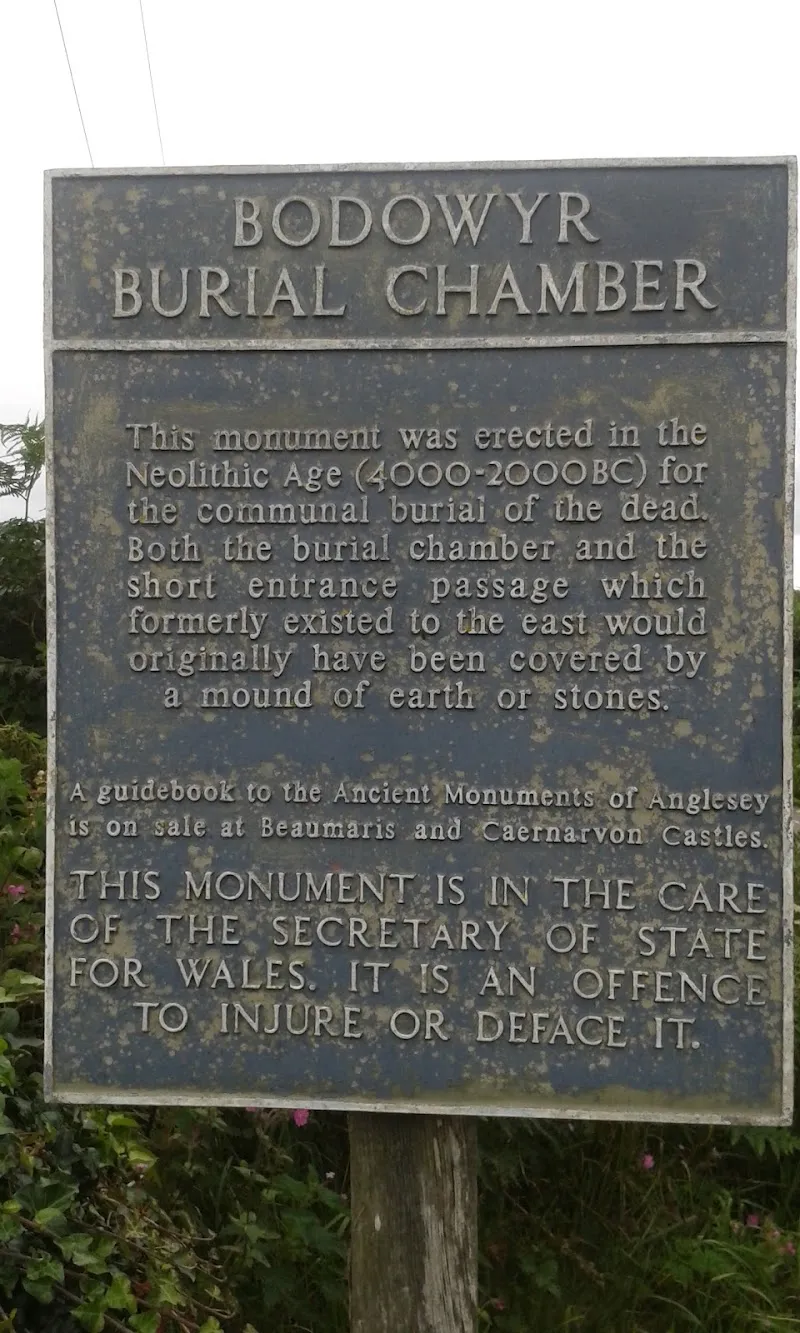 BODOWYR
BURIAL CHAMBER
This monument was erected in the
Neolithic Age (4000-2000BC) for
the communal burial of the dead.
Both the burial chamber and the
short entrance passage which
formerly existed to the east would
originally have been covered by
a mound of earth or stones.
A guidebook to the Ancient Monuments of Anglesey
is on sale at Beaumaris and Caernarvon Castles.
THIS MONUMENT IS IN THE CARE
OF THE SECRETARY OF STATE
FOR WALES. IT IS AN OFFENCE
TO INJURE OR DEFACE IT.